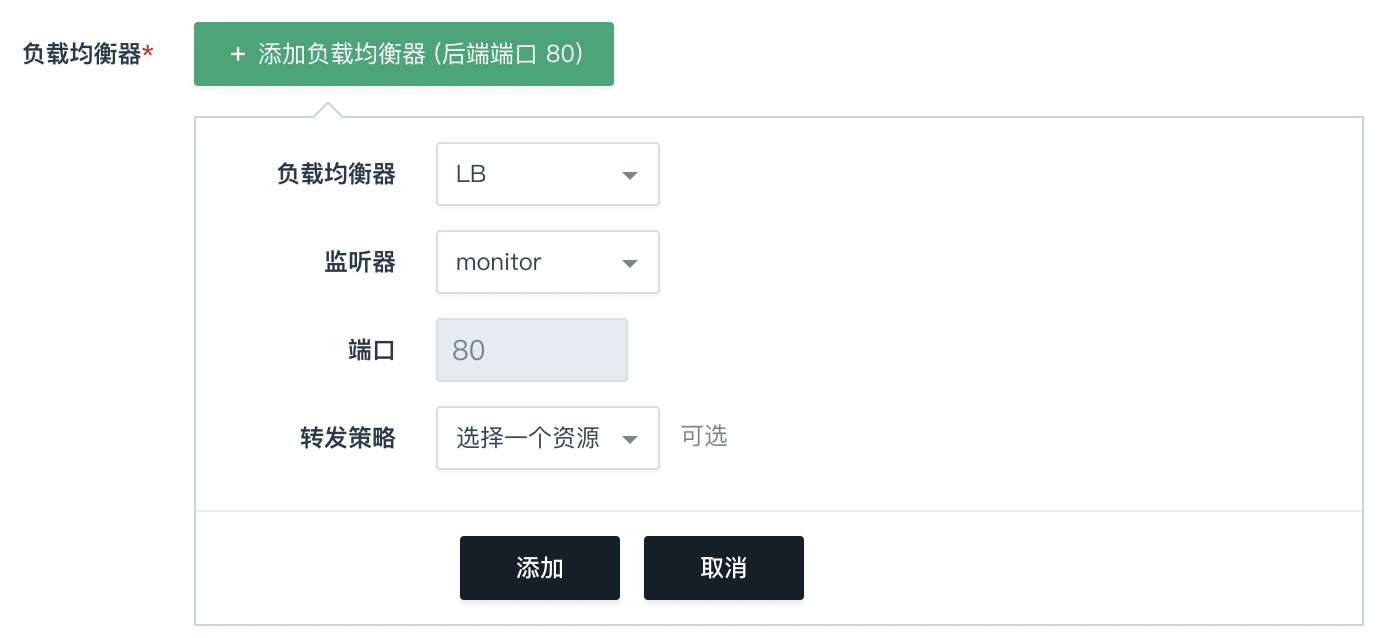 负载均衡器*
+ 添加负载均衡器 (后端端口 80)
负载均衡器 LB
监听器 monitor
端口 80
转发策略 选择一个资源 可选
添加 取消